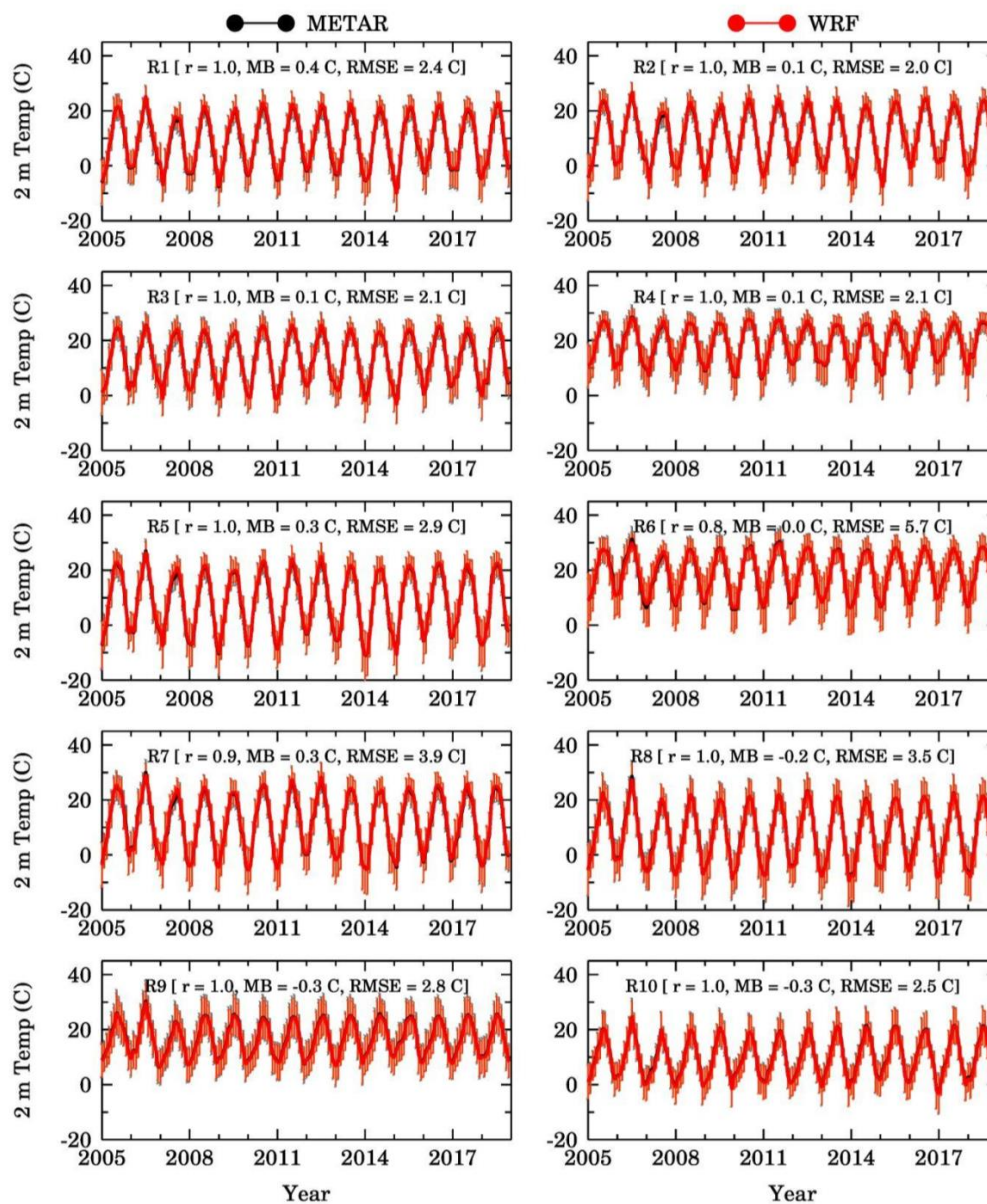 METAR WRF
R1 [ r = 1.0, MB = 0.4 C, RMSE = 2.4 C] R2 [ r = 1.0, MB = 0.1 C, RMSE = 2.0 C]
2 m Temp (C)
40 40
20 20
0 0
-20 -20
2005 2008 2011 2014 2017 2005 2008 2011 2014 2017
R3 [ r = 1.0, MB = 0.1 C, RMSE = 2.1 C] R4 [ r = 1.0, MB = 0.1 C, RMSE = 2.1 C]
2 m Temp (C)
40 40
20 20
0 0
-20 -20
2005 2008 2011 2014 2017 2005 2008 2011 2014 2017
R5 [ r = 1.0, MB = 0.3 C, RMSE = 2.9 C] R6 [ r = 0.8, MB = 0.0 C, RMSE = 5.7 C]
2 m Temp (C)
40 40
20 20
0 0
-20 -20
2005 2008 2011 2014 2017 2005 2008 2011 2014 2017
R7 [ r = 0.9, MB = 0.3 C, RMSE = 3.9 C] R8 [ r = 1.0, MB = -0.2 C, RMSE = 3.5 C]
2 m Temp (C)
40 40
20 20
0 0
-20 -20
2005 2008 2011 2014 2017 2005 2008 2011 2014 2017
R9 [ r = 1.0, MB = -0.3 C, RMSE = 2.8 C] R10 [ r = 1.0, MB = -0.3 C, RMSE = 2.5 C]
2 m Temp (C)
40 40
20 20
0 0
-20 -20
2005 2008 2011 2014 2017 2005 2008 2011 2014 2017
Year Year